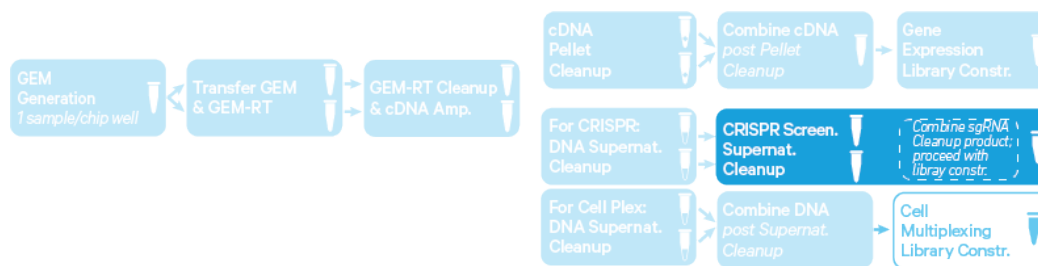 GEM
Generation
1 sample/chip well
Transfer GEM
& GEM-RT
GEM-RT Cleanup
& cDNA Amp.
cDNA
Pellet
Cleanup
Combine cDNA
post Pellet
Cleanup
Gene
Expression
Library Constr.
For CRISPR:
DNA Supernat.
Cleanup
CRISPR Screen.
Supernat.
Cleanup
Combine sgRNA
Cleanup product;
proceed with
libray constr.
For Cell Plex:
DNA Supernat.
Cleanup
Combine DNA
post Supernat.
Cleanup
Cell
Multiplexing
Library Constr.